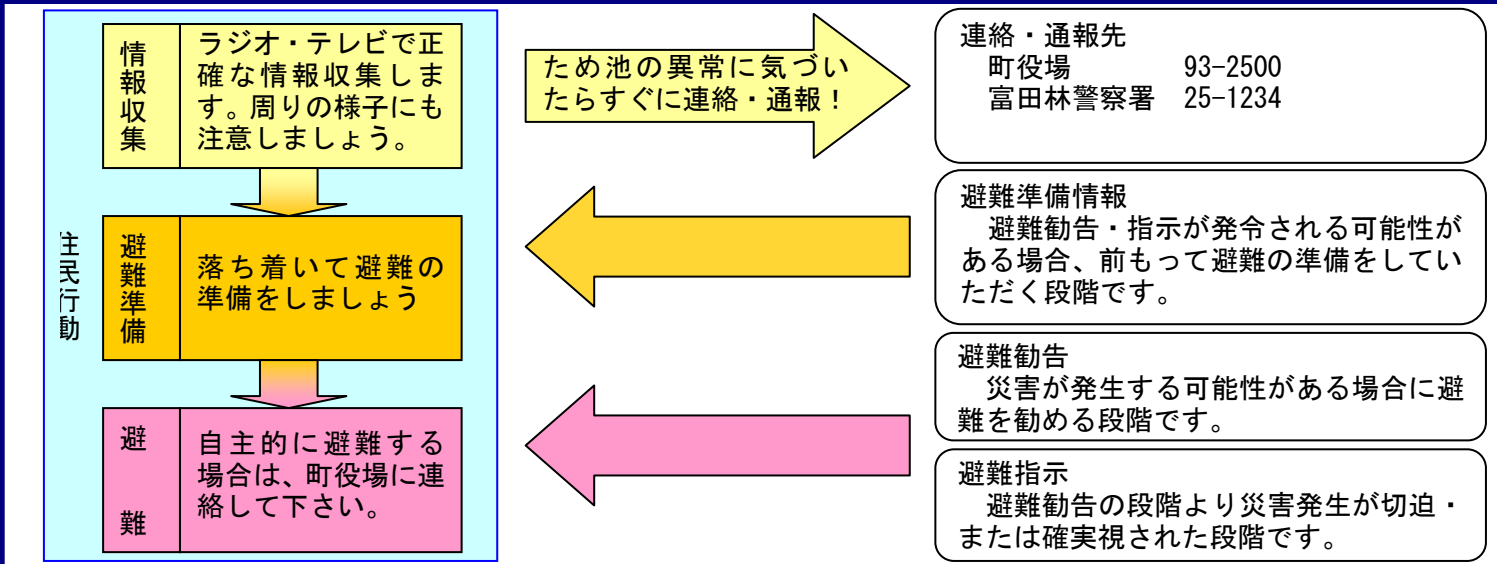 住民行動
情報収集
ラジオ・テレビで正
確な情報収集しま
す。周りの様子にも
注意しましょう。
ため池の異常に気づい
たらすぐに連絡・通報！
連絡・通報先
町役場 93-2500
富田林警察署 25-1234
避難準備
落ち着いて避難の
準備をしましょう
避難準備情報
避難勧告・指示が発令される可能性が
ある場合、前もって避難の準備をしてい
ただく段階です。
避難
自主的に避難する
場合は、町役場に連
絡して下さい。
避難勧告
災害が発生する可能性がある場合に避
難を勧める段階です。
避難指示
避難勧告の段階より災害発生が切迫・
または確実視された段階です。